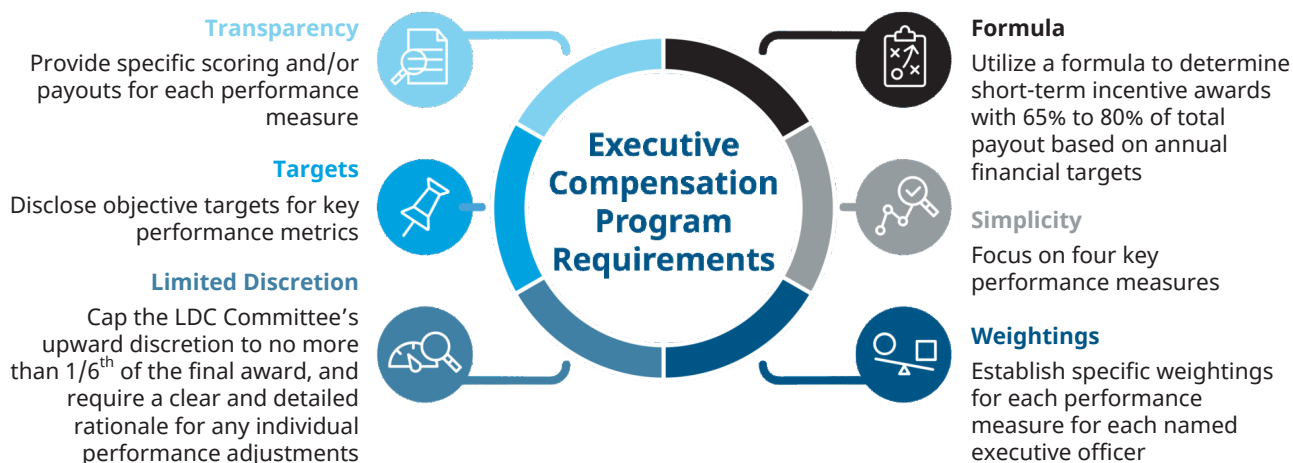 Transparency
Provide specific scoring and/or
payouts for each performance
measure
Targets
Disclose objective targets for key
performance metrics
Limited Discretion
Cap the LDC Committee’s
upward discretion to no more
than 1/6th of the final award, and
require a clear and detailed
rationale for any individual
performance adjustments
Executive
Compensation
Program
Requirements
Formula
Utilize a formula to determine
short-term incentive awards
with 65% to 80% of total
payout based on annual
financial targets
Simplicity
Focus on four key
performance measures
Weightings
Establish specific weightings
for each performance
measure for each named
executive officer